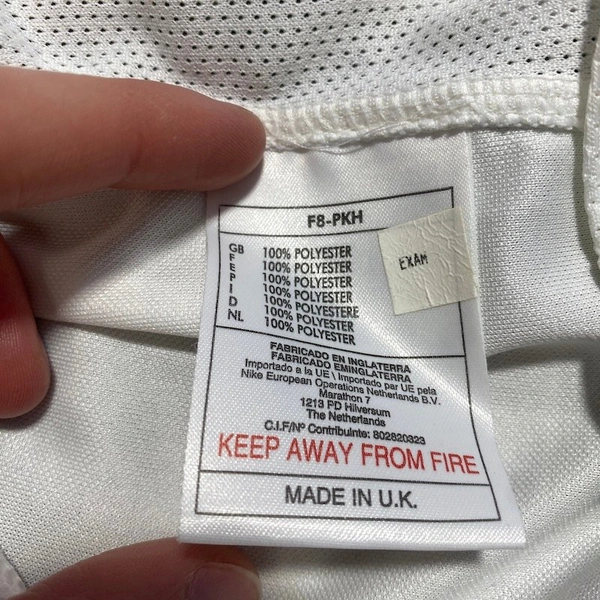 F8-PKH
GB 100% POLYESTER
F 100% POLYESTER
E 100% POLYESTER
P 100% POLYESTER
I 100% POLIESTERE
D 100% POLYESTER
NL 100% POLYESTER
EXAM
FABRICADO EN INGLATERRA
FABRICADO EMINGLATERRA
Importado a la UE \ Importado par UE pela
Nike European Operations Netherlands B.V.
Marathon 7
1213 PD Hilversum
The Netherlands
C.I.F/Nº Contribuinte: 802820323
KEEP AWAY FROM FIRE
MADE IN U.K.